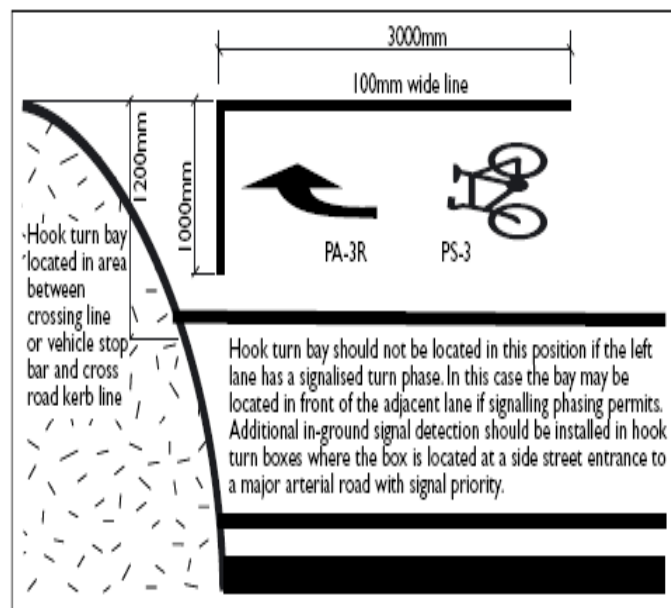 3000mm
100mm wide line
1200mm
1000mm
PA-3R
PS-3
Hook turn bay
located in area
between
crossing line
or vehicle stop
bar and cross
road kerb line
Hook turn bay should not be located in this position if the left
lane has a signalised turn phase. In this case the bay may be
located in front of the adjacent lane if signalling phasing permits.
Additional in-ground signal detection should be installed in hook
turn boxes where the box is located at a side street entrance to
a major arterial road with signal priority.